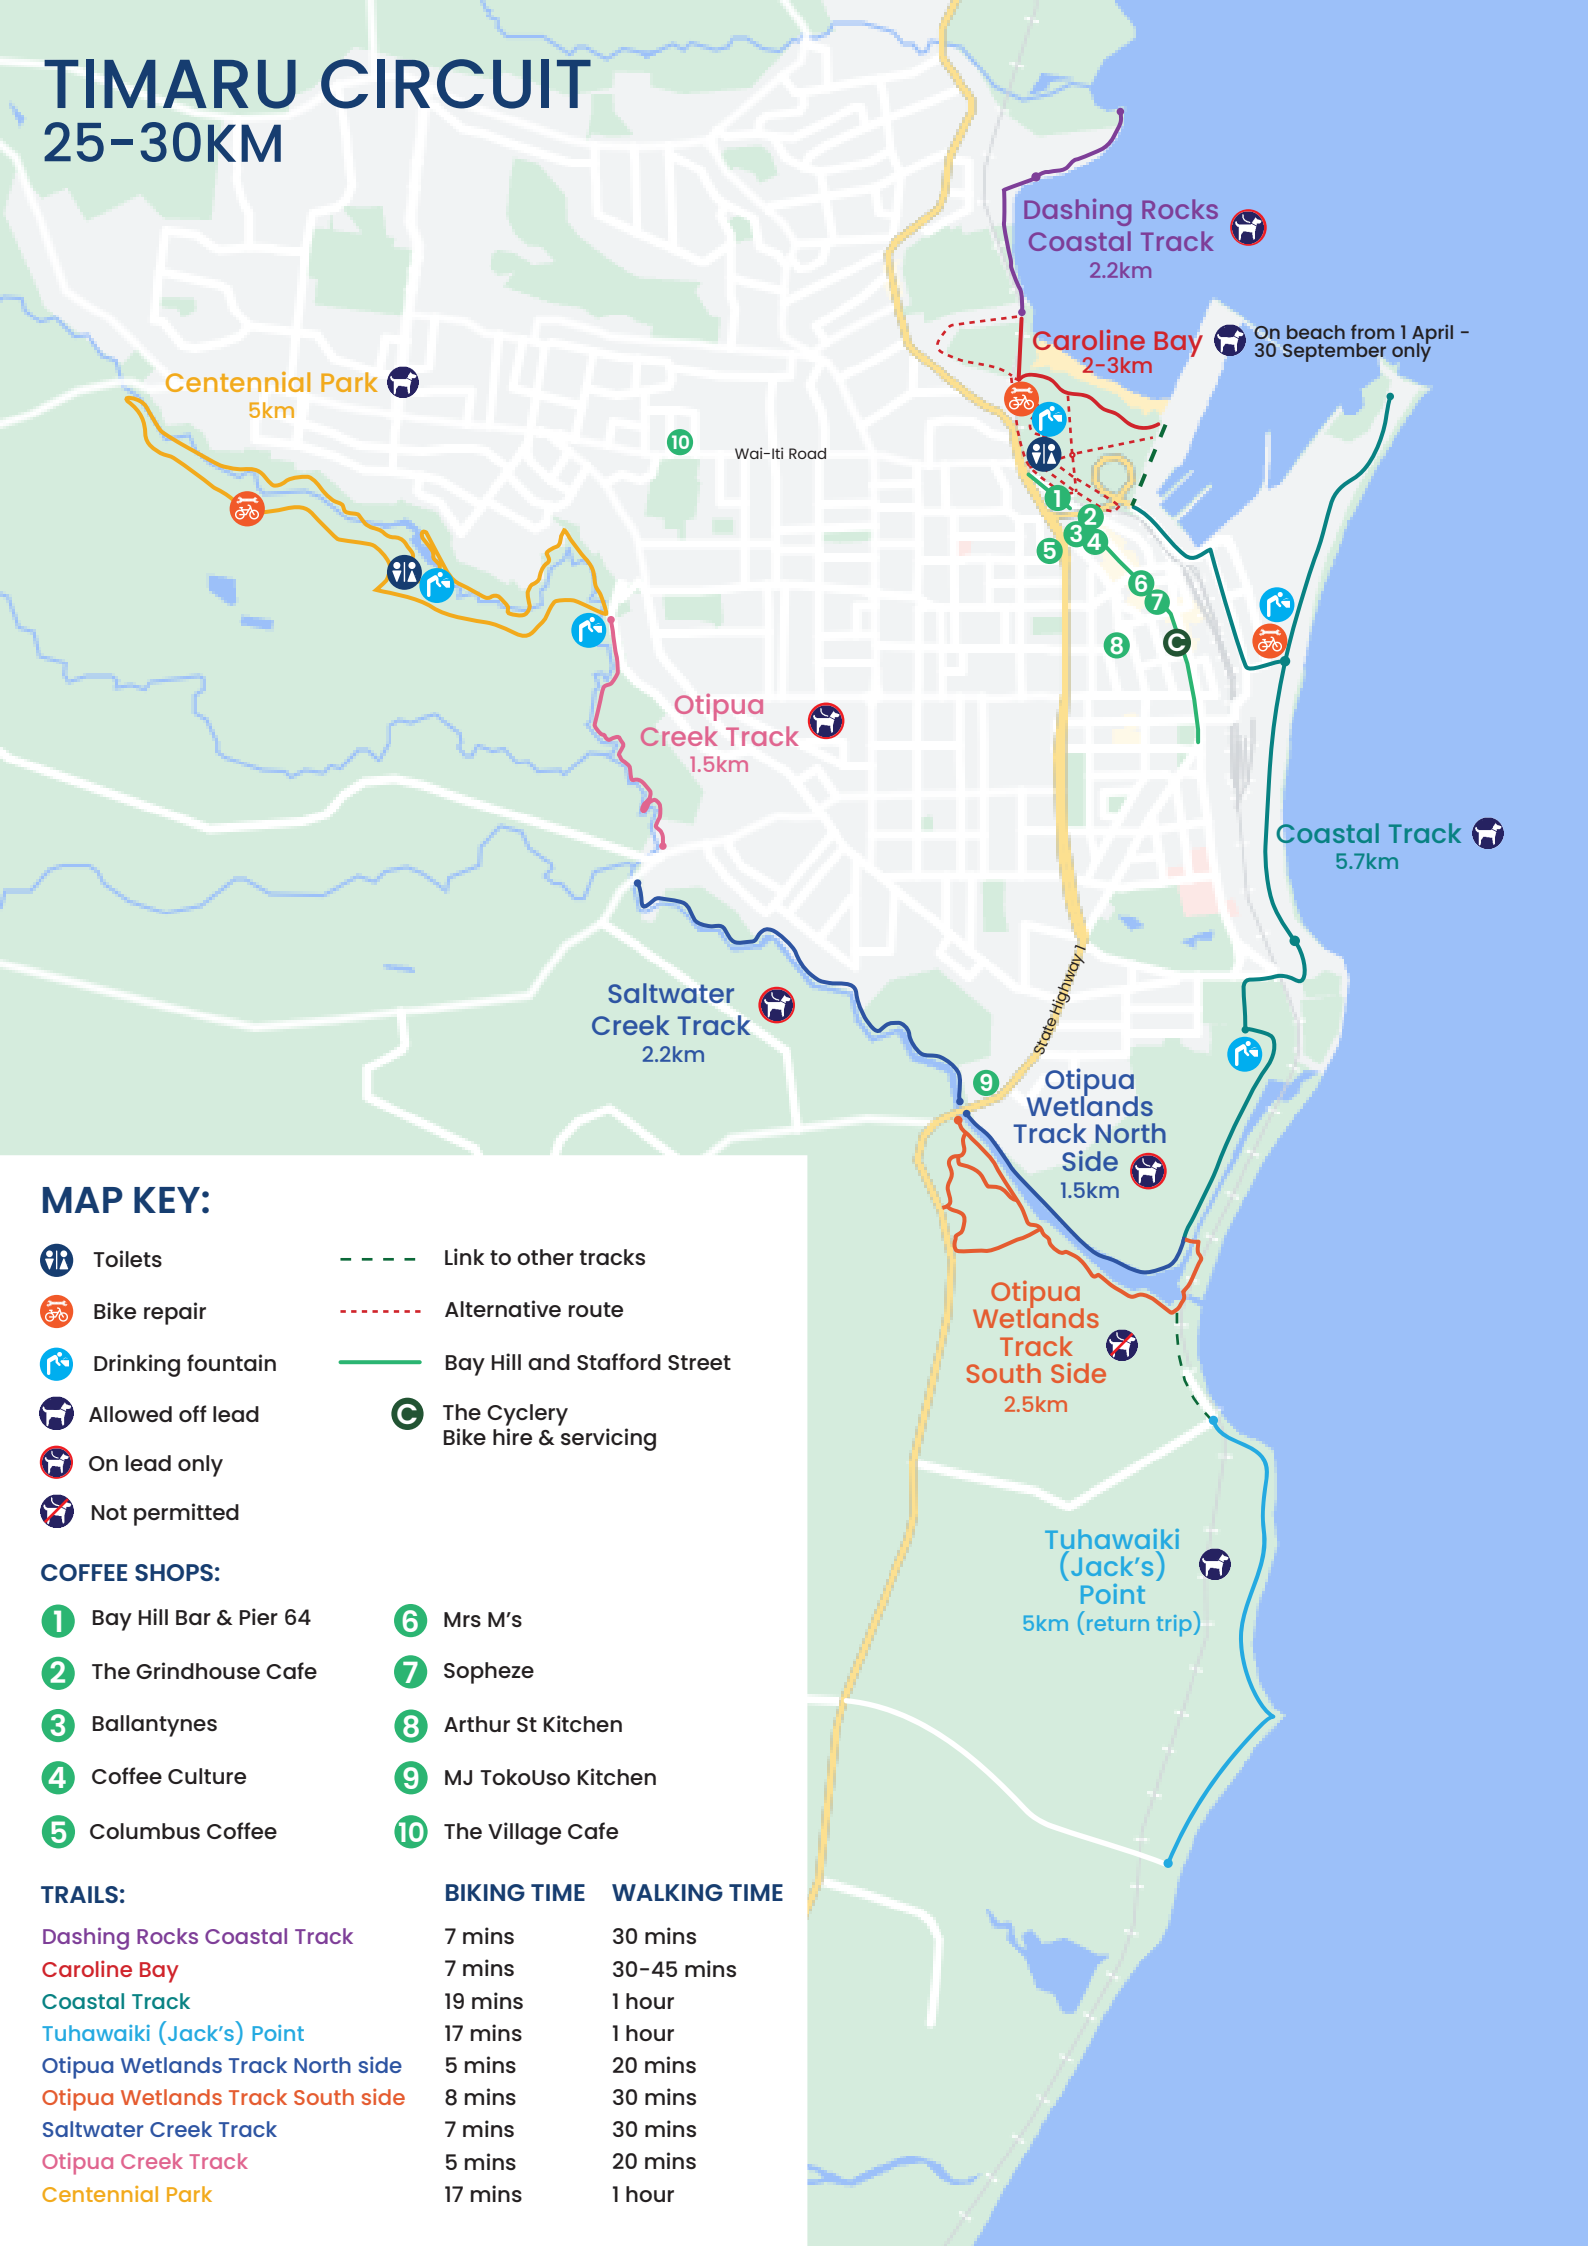 TIMARU CIRCUIT
25-30KM
Dashing Rocks
Coastal Track
2.2km
Caroline Bay
2-3km
On beach from 1 April -
30 September only
Centennial Park
5km
10
Wai-Iti Road
1
2
3
4
5
6
7
8
C
Otipua
Creek Track
1.5km
Coastal Track
5.7km
Saltwater
Creek Track
2.2km
State Highway 1
9
Otipua
Wetlands
Track North
Side
1.5km
Otipua
Wetlands
Track
South Side
2.5km
Tuhawaiki
(Jack's)
Point
5km (return trip)
MAP KEY:
Toilets
Bike repair
Drinking fountain
Allowed off lead
On lead only
Not permitted
Link to other tracks
Alternative route
Bay Hill and Stafford Street
C The Cyclery
Bike hire & servicing
COFFEE SHOPS:
1 Bay Hill Bar & Pier 64
2 The Grindhouse Cafe
3 Ballantynes
4 Coffee Culture
5 Columbus Coffee
6 Mrs M's
7 Sopheze
8 Arthur St Kitchen
9 MJ TokoUso Kitchen
10 The Village Cafe
TRAILS: BIKING TIME WALKING TIME
Dashing Rocks Coastal Track 7 mins 30 mins
Caroline Bay 7 mins 30-45 mins
Coastal Track 19 mins 1 hour
Tuhawaiki (Jack's) Point 17 mins 1 hour
Otipua Wetlands Track North side 5 mins 20 mins
Otipua Wetlands Track South side 8 mins 30 mins
Saltwater Creek Track 7 mins 30 mins
Otipua Creek Track 5 mins 20 mins
Centennial Park 17 mins 1 hour